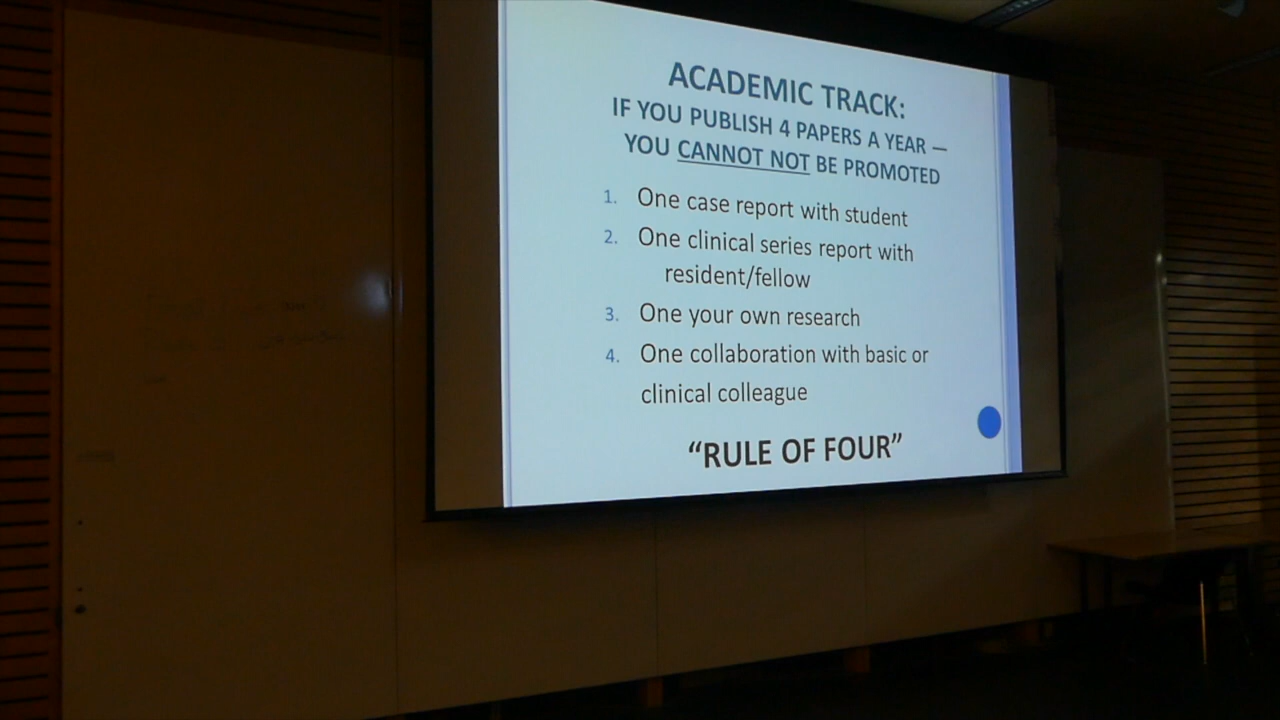 ACADEMIC TRACK:
IF YOU PUBLISH 4 PAPERS A YEAR —
YOU CANNOT NOT BE PROMOTED
1. One case report with student
2. One clinical series report with
resident/fellow
3. One your own research
4. One collaboration with basic or
clinical colleague
“RULE OF FOUR”